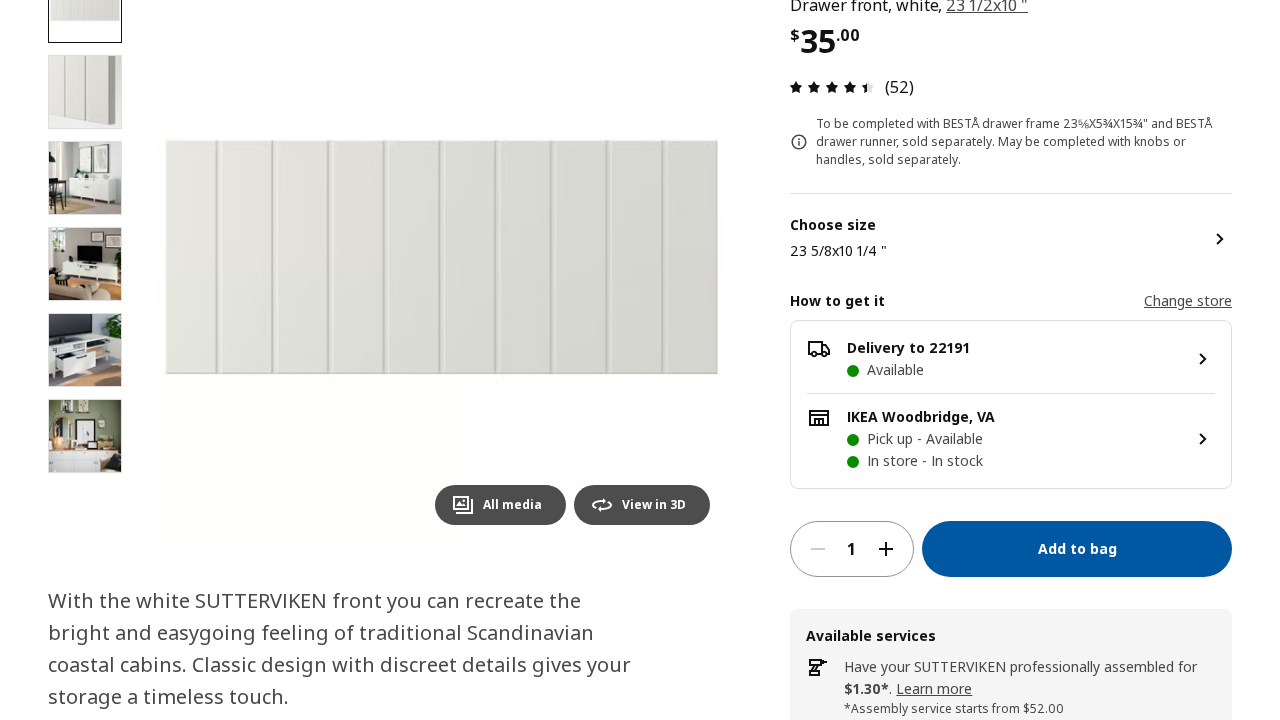 Drawer front, white, 23 1/2x10 "
$35.00
(52)
To be completed with BESTÅ drawer frame 23⅝X5¾X15¾" and BESTÅ
drawer runner, sold separately. May be completed with knobs or
handles, sold separately.
Choose size
23 5/8x10 1/4 "
How to get it
Change store
Delivery to 22191
Available
IKEA Woodbridge, VA
Pick up - Available
In store - In stock
All media
View in 3D
1
Add to bag
With the white SUTTERVIKEN front you can recreate the
bright and easygoing feeling of traditional Scandinavian
coastal cabins. Classic design with discreet details gives your
storage a timeless touch.
Available services
Have your SUTTERVIKEN professionally assembled for
$1.30*. Learn more
*Assembly service starts from $52.00